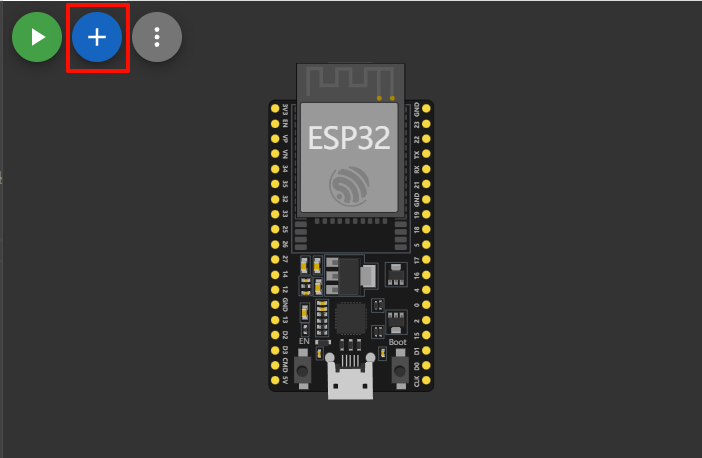 ESP32
3V3
EN
VP
VN
34
35
32
33
25
26
27
14
12
GND
13
D2
D3
CMD
5V
GND
23
22
TX
RX
21
GND
19
18
5
17
16
4
0
2
15
D1
D0
CLK
EN
Boot